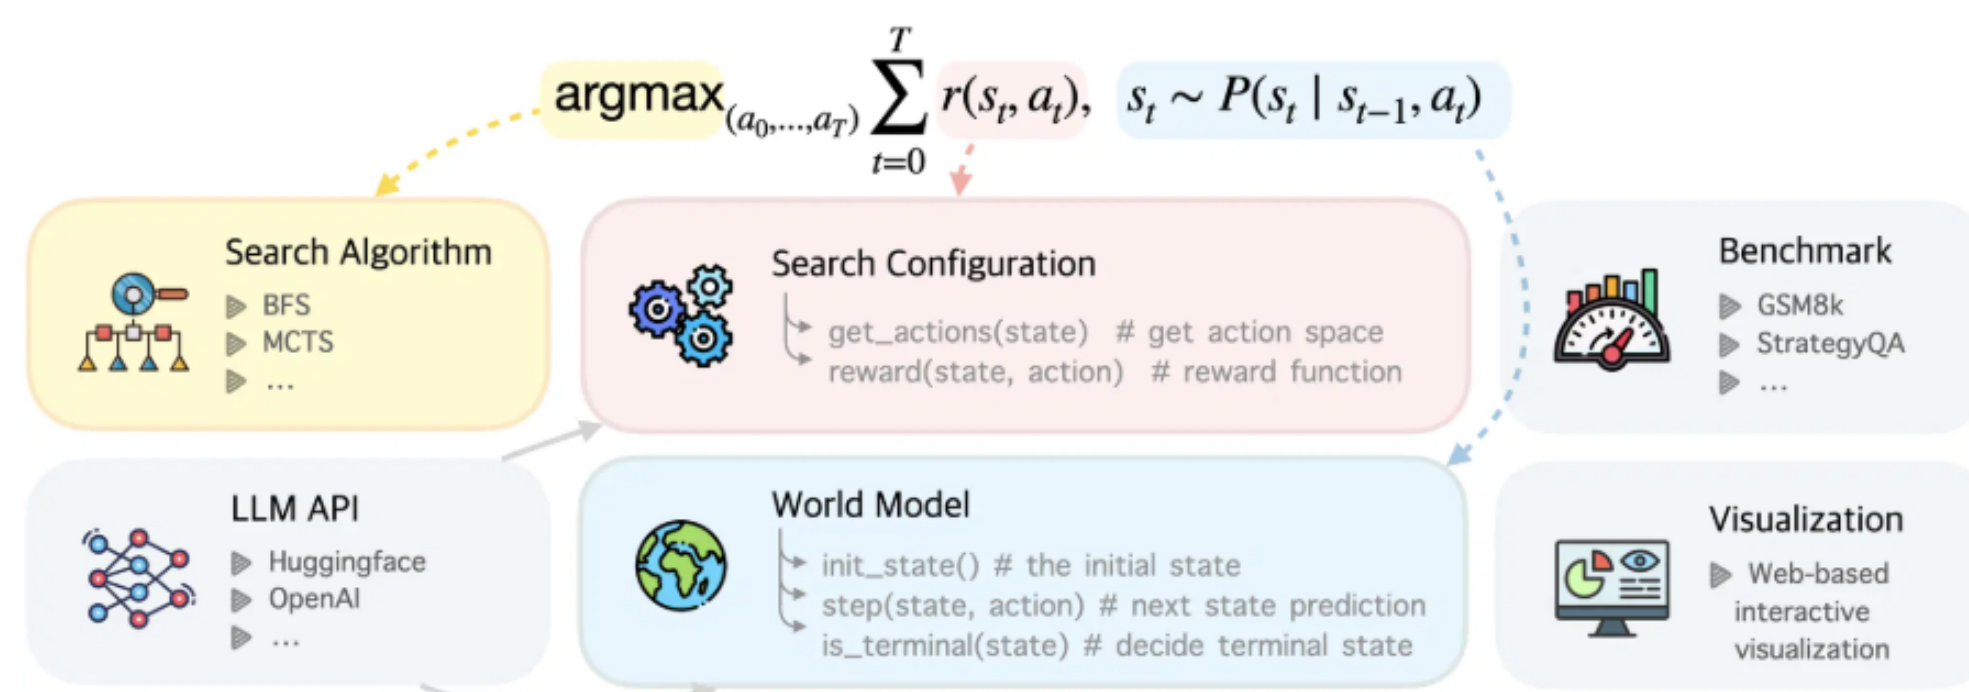 argmax(a₀,...,a_T) ∑_{t=0}^{T} r(sₜ, aₜ), sₜ ~ P(sₜ | sₜ₋₁, aₜ)
Search Algorithm
BFS
MCTS
...
Search Configuration
get_actions(state) # get action space
reward(state, action) # reward function
Benchmark
GSM8k
StrategyQA
...
LLM API
Huggingface
OpenAI
...
World Model
init_state() # the initial state
step(state, action) # next state prediction
is_terminal(state) # decide terminal state
Visualization
Web-based
interactive
visualization